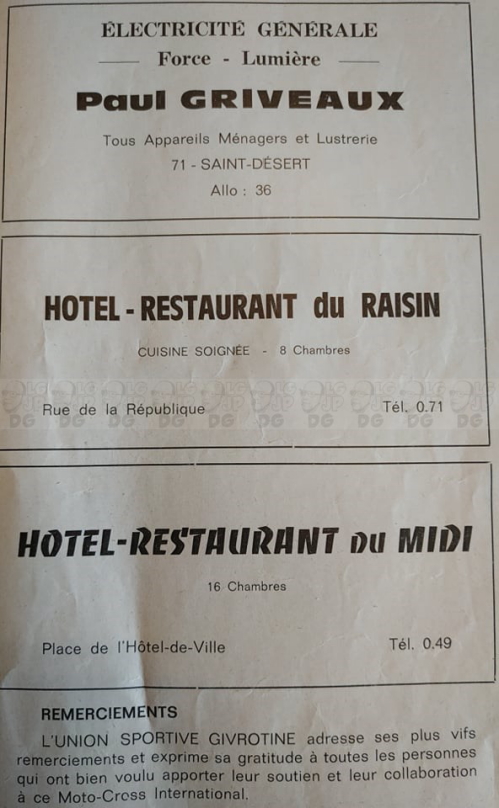 ÉLECTRICITÉ GÉNÉRALE
Force - Lumière
Paul GRIVEAUX
Tous Appareils Ménagers et Lustrerie
71 - SAINT-DÉSERT
Allo : 36
HOTEL - RESTAURANT du RAISIN
CUISINE SOIGNÉE - 8 Chambres
Rue de la République
Tél. 0.71
HOTEL-RESTAURANT DU MIDI
16 Chambres
Place de l'Hôtel-de-Ville
Tél. 0.49
REMERCIEMENTS
L'UNION SPORTIVE GIVROTINE adresse ses plus vifs
remerciements et exprime sa gratitude à toutes les personnes
qui ont bien voulu apporter leur soutien et leur collaboration
à ce Moto-Cross International.